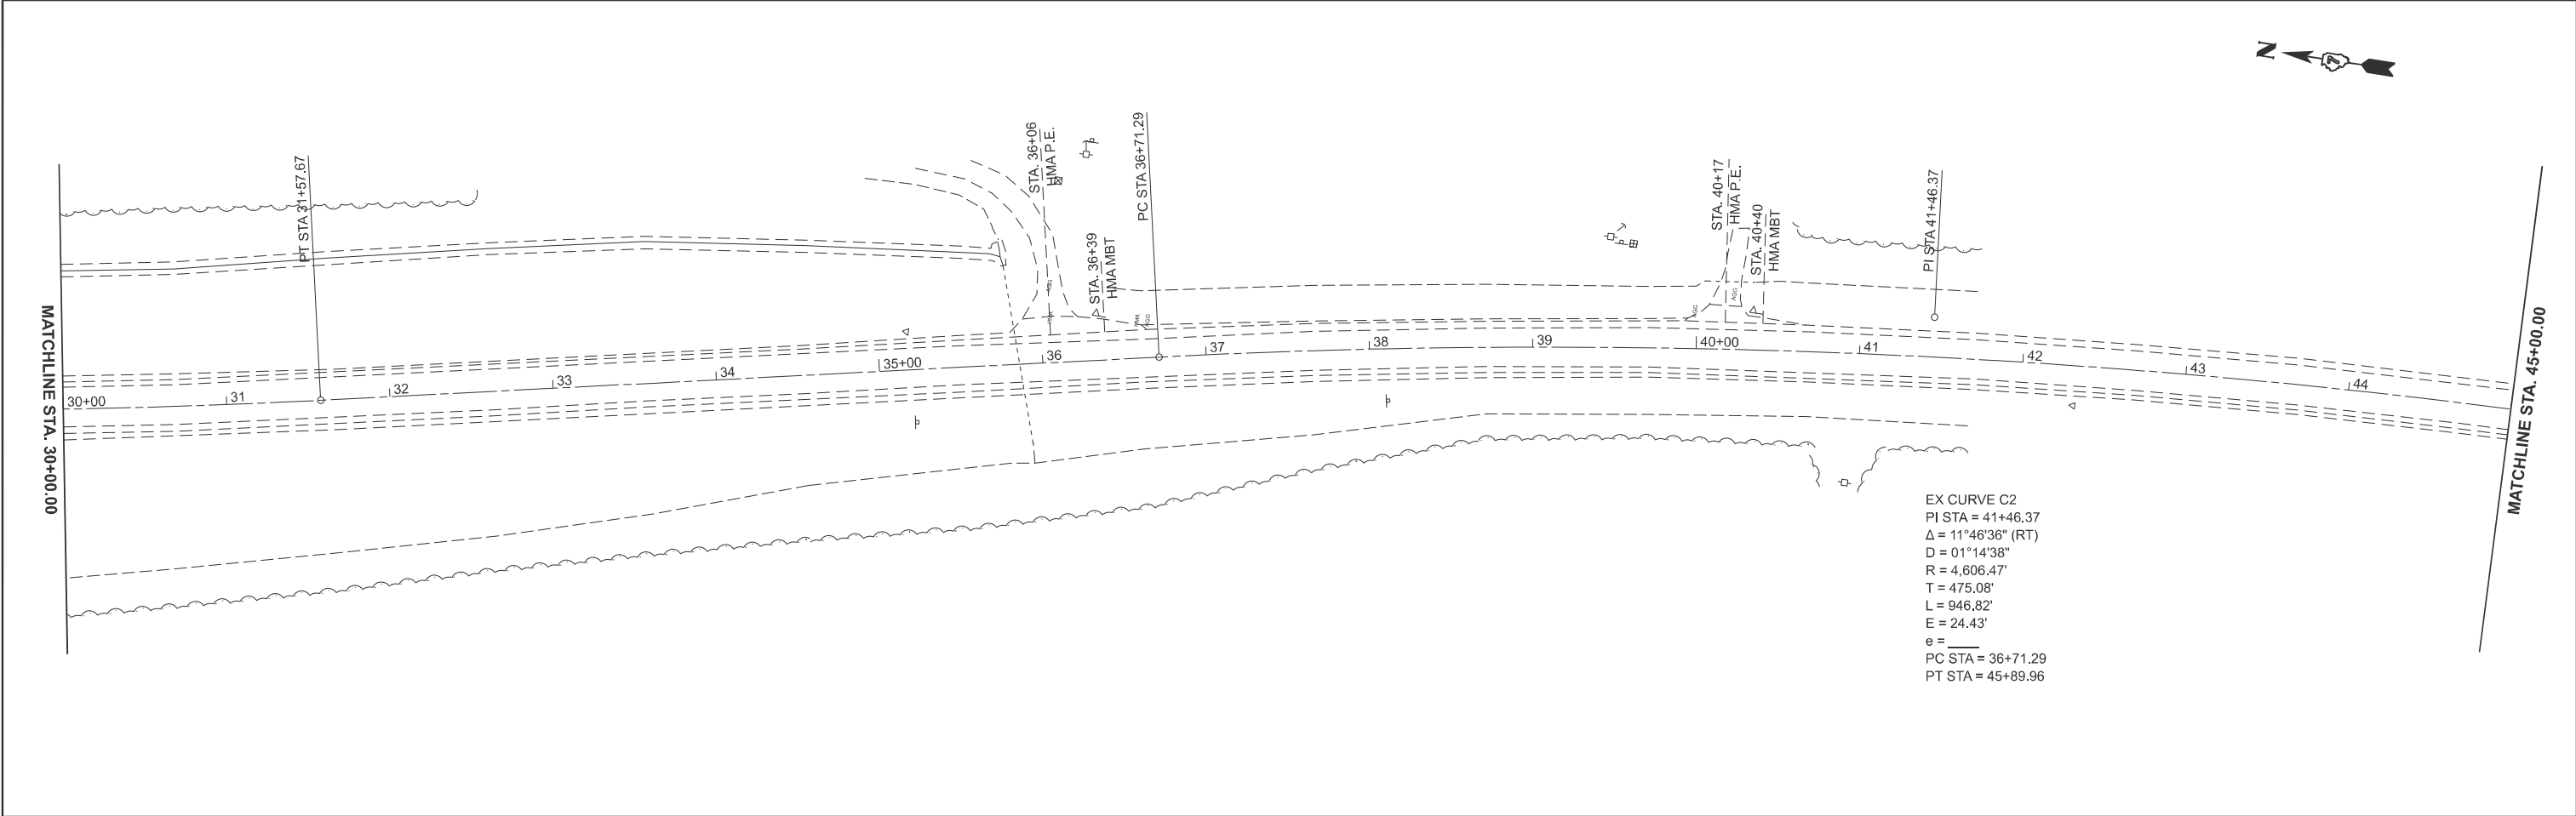 N
PT STA 31+57.67
STA. 36+06
HMA P.E.
STA. 36+39
HMA MBT
PC STA 36+71.29
STA. 40+17
HMA P.E.
STA. 40+40
HMA MBT
PI STA 41+46.37
AGG
AGG
AGG
AGG
MATCHLINE STA. 30+00.00
30+00
31
32
33
34
35+00
36
37
38
39
40+00
41
42
43
44
MATCHLINE STA. 45+00.00
EX CURVE C2
PI STA = 41+46.37
Δ = 11°46'36" (RT)
D = 01°14'38"
R = 4,606.47'
T = 475.08'
L = 946.82'
E = 24.43'
e = ____
PC STA = 36+71.29
PT STA = 45+89.96